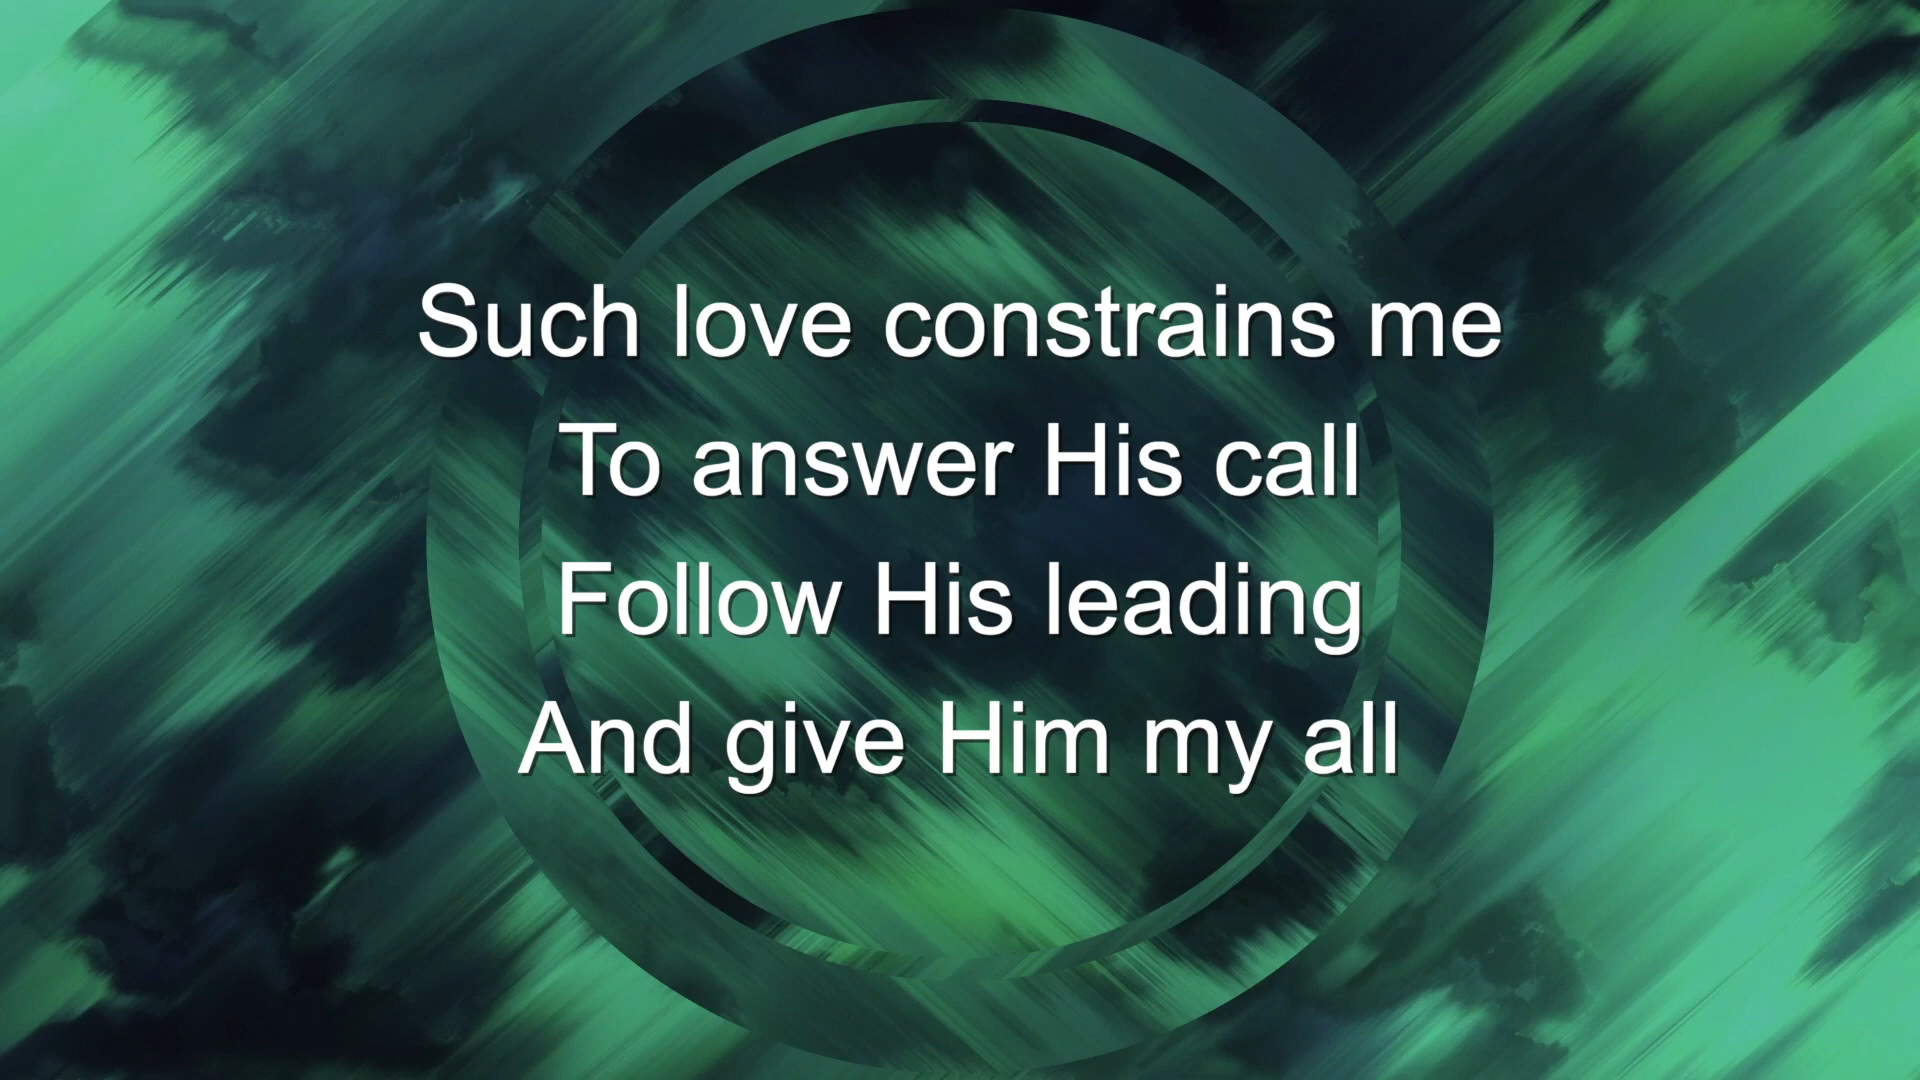 Such love constrains me
To answer His call
Follow His leading
And give Him my all